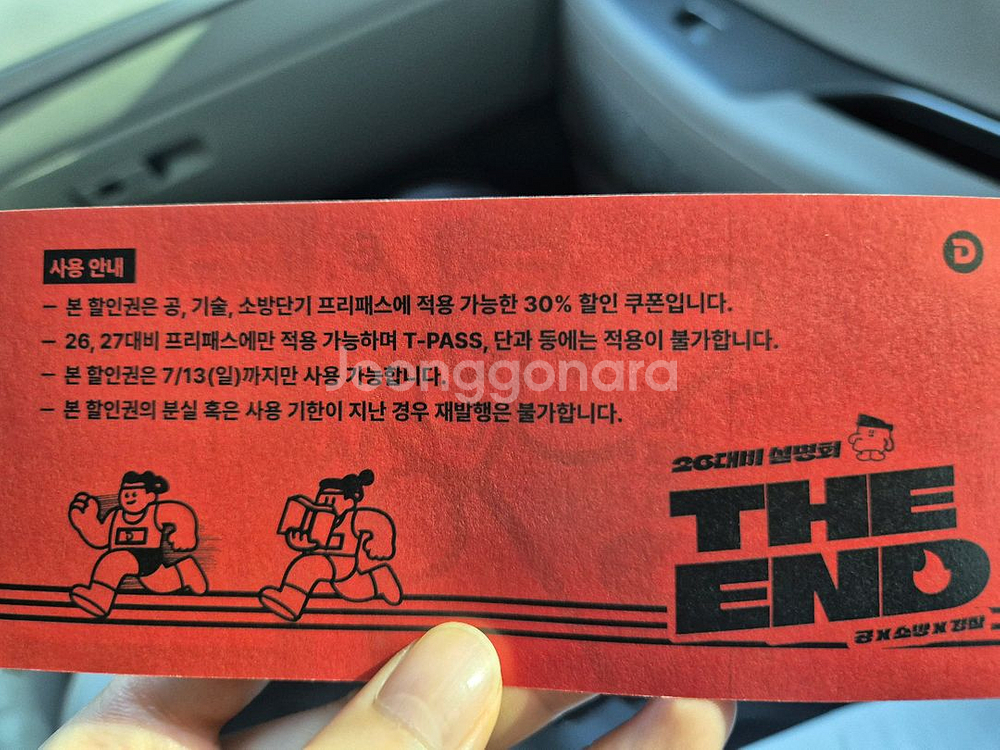 사용 안내
D
– 본 할인권은 공, 기술, 소방단기 프리패스에 적용 가능한 30% 할인 쿠폰입니다.
– 26, 27대비 프리패스에만 적용 가능하며 T-PASS, 단과 등에는 적용이 불가합니다.
– 본 할인권은 7/13(일)까지만 사용 가능합니다.
Joonggonara
– 본 할인권의 분실 혹은 사용 기한이 지난 경우 재발행은 불가합니다.
26대비 설명회
THE
END
공 X 소방 X 경찰